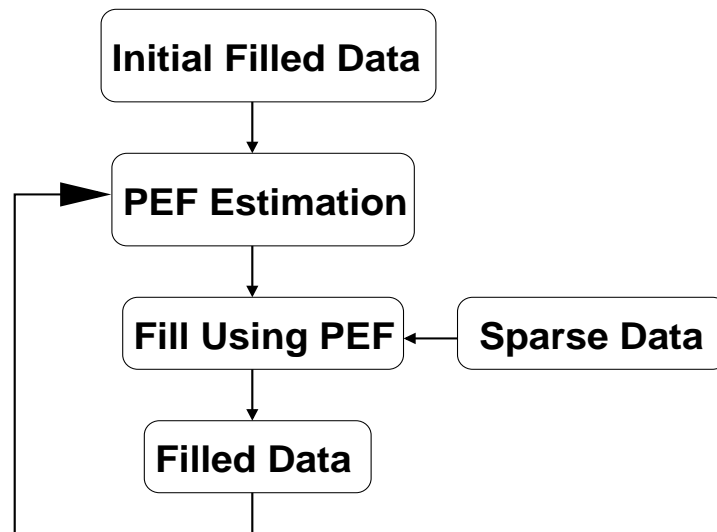 Initial Filled Data
PEF Estimation
Fill Using PEF
Sparse Data
Filled Data